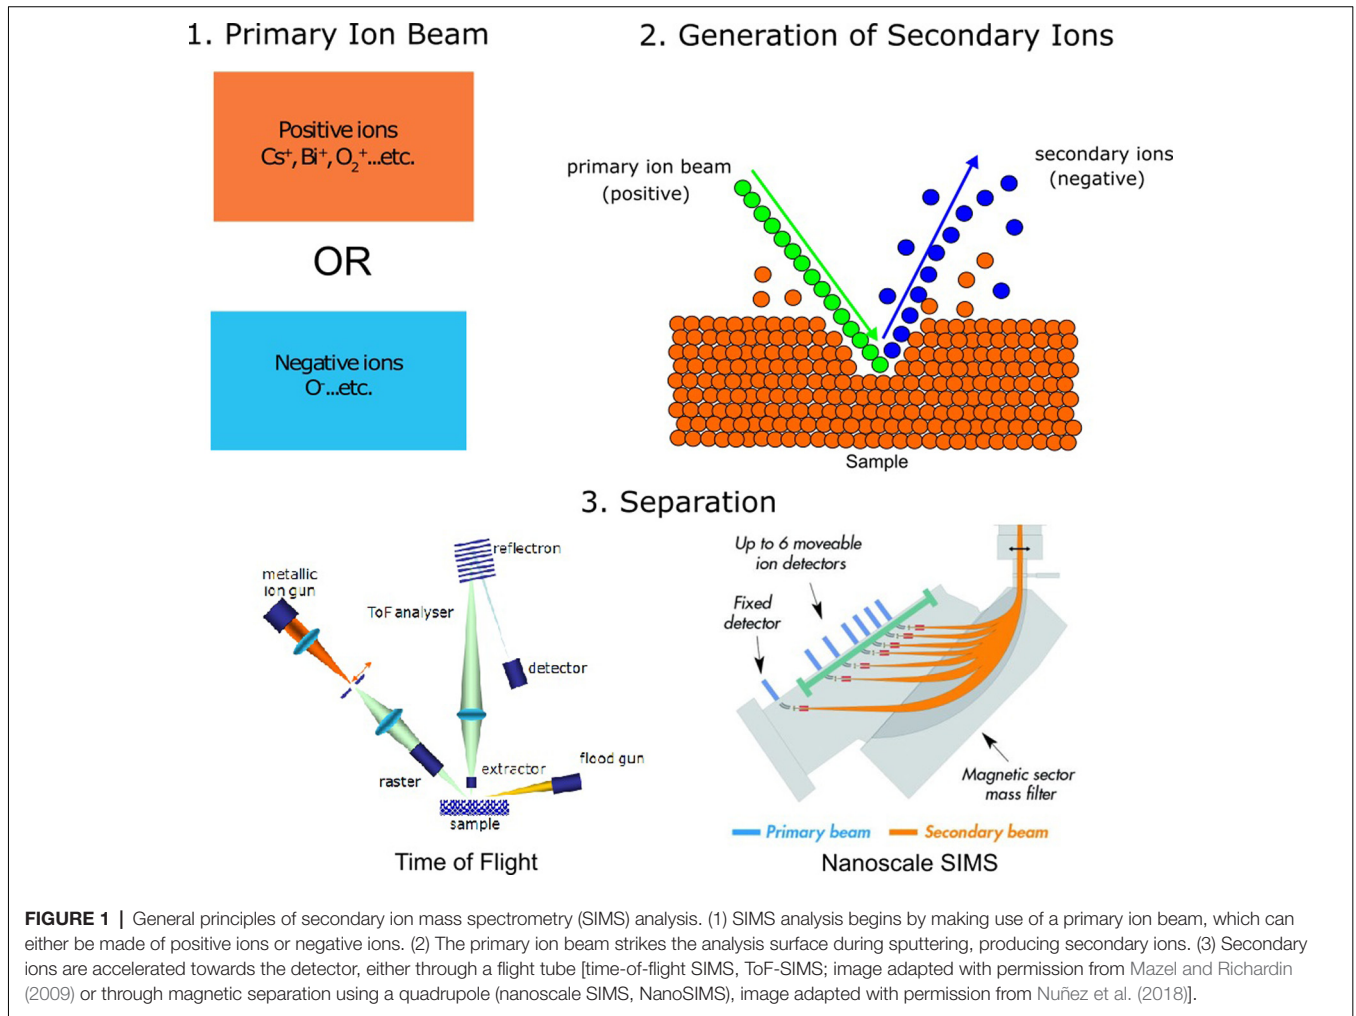 1. Primary Ion Beam
Positive ions
Cs⁺, Bi⁺, O₂⁺...etc.
OR
Negative ions
O⁻...etc.
2. Generation of Secondary Ions
primary ion beam
(positive)
secondary ions
(negative)
Sample
3. Separation
metallic
ion gun
ToF analyser
reflectron
detector
raster
extractor
flood gun
sample
Time of Flight
Up to 6 moveable
ion detectors
Fixed
detector
Magnetic sector
mass filter
Primary beam
Secondary beam
Nanoscale SIMS
FIGURE 1 | General principles of secondary ion mass spectrometry (SIMS) analysis. (1) SIMS analysis begins by making use of a primary ion beam, which can
either be made of positive ions or negative ions. (2) The primary ion beam strikes the analysis surface during sputtering, producing secondary ions. (3) Secondary
ions are accelerated towards the detector, either through a flight tube [time-of-flight SIMS, ToF-SIMS; image adapted with permission from Mazel and Richardin
(2009) or through magnetic separation using a quadrupole (nanoscale SIMS, NanoSIMS), image adapted with permission from Nuñez et al. (2018)].